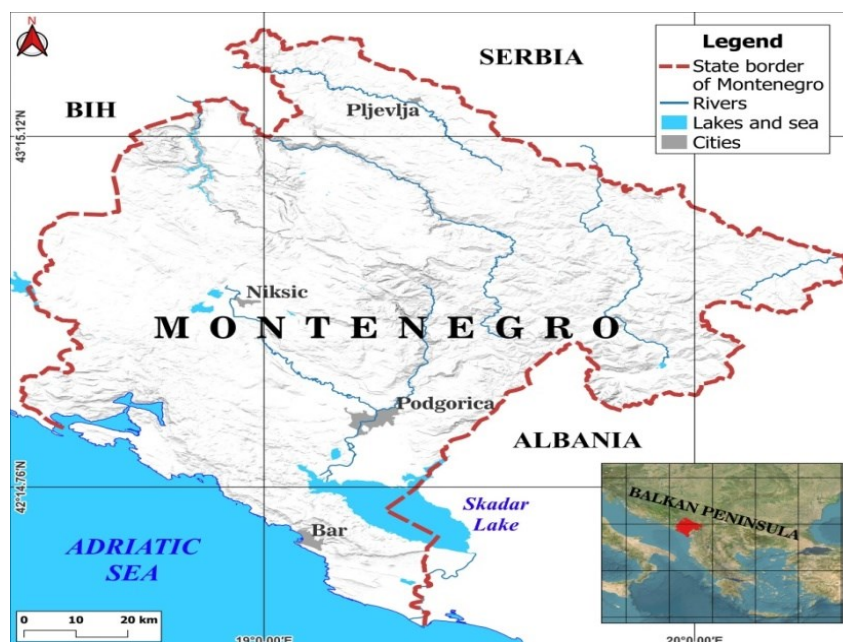 N
SERBIA
Legend
State border
of Montenegro
Rivers
Lakes and sea
Cities
BIH
Pljevlja
43°15.12'N
Niksic
MONTENEGRO
Podgorica
ALBANIA
42°14.76'N
Skadar
Lake
BALKAN PENINSULA
Bar
ADRIATIC
SEA
0 10 20 km
19°0.00'E
20°0.00'E